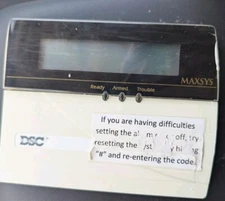 MAXSYS
Ready Armed Trouble
If you are having difficulties
setting the off, try
resetting the
"#" and re-entering the code.
DSC